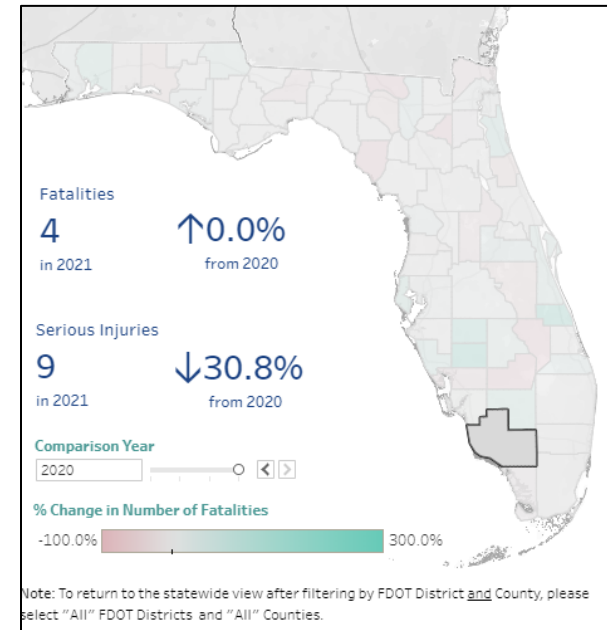 Fatalities
4
↑0.0%
in 2021
from 2020
Serious Injuries
9
↓30.8%
in 2021
from 2020
Comparison Year
2020
% Change in Number of Fatalities
-100.0%
300.0%
Note: To return to the statewide view after filtering by FDOT District and County, please
select "All" FDOT Districts and "All" Counties.